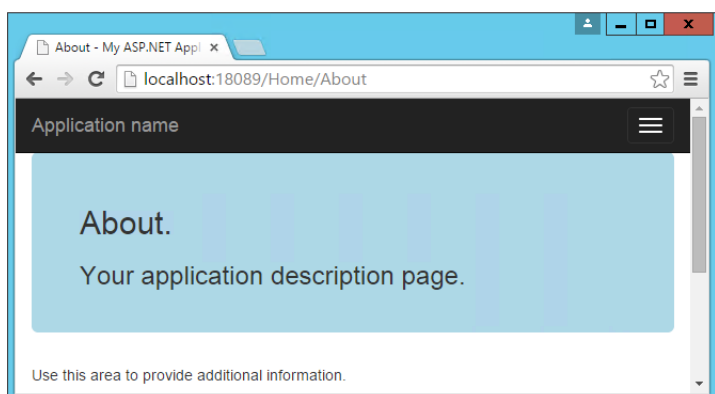 About - My ASP.NET Appl
localhost:18089/Home/About
Application name
About.
Your application description page.
Use this area to provide additional information.